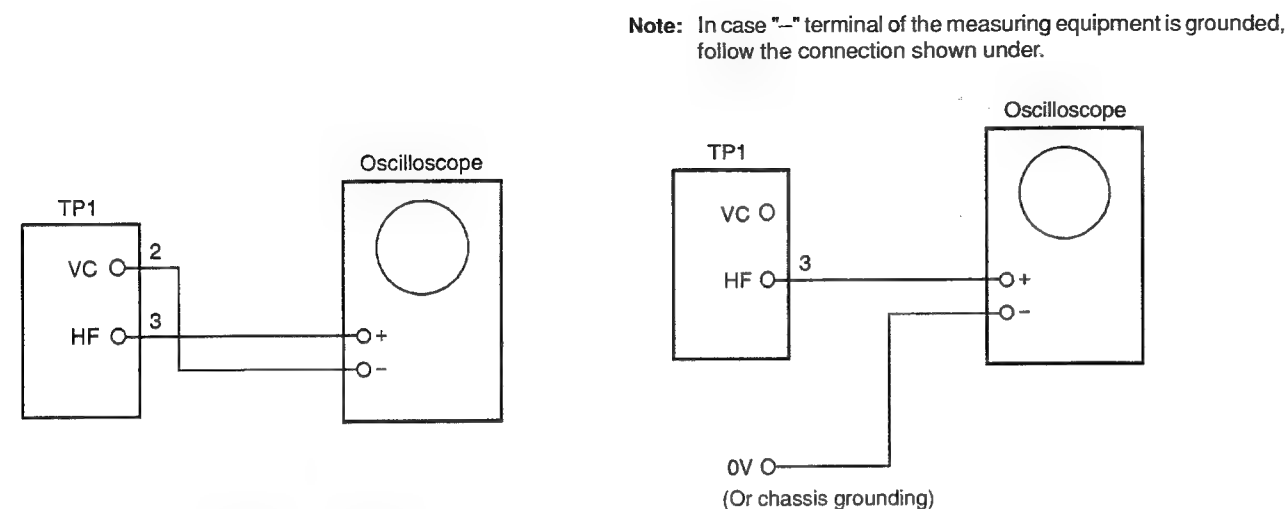 Note: In case "–" terminal of the measuring equipment is grounded,
follow the connection shown under.
Oscilloscope
TP1
VC
2
HF
3
+
–
Oscilloscope
TP1
VC
HF
3
+
–
0V
(Or chassis grounding)